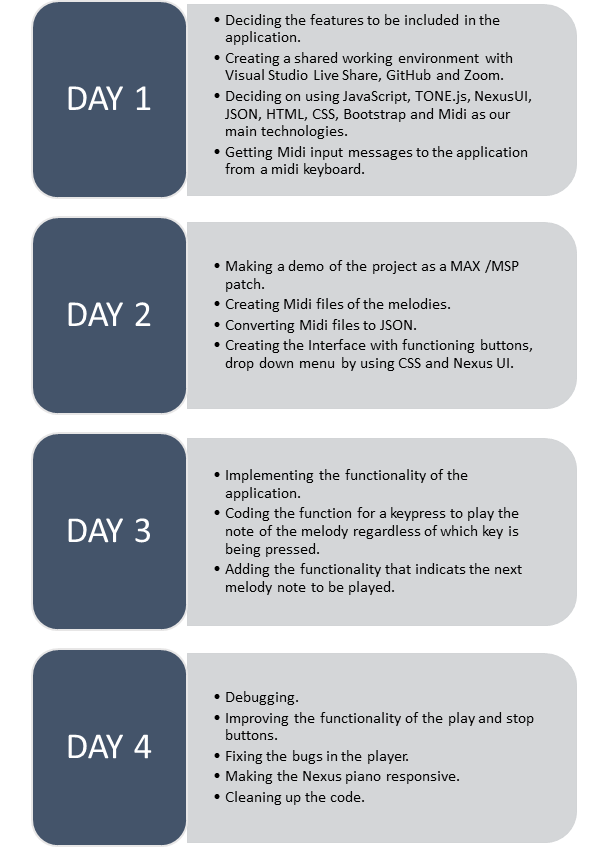 DAY 1
• Deciding the features to be included in the
application.
• Creating a shared working environment with
Visual Studio Live Share, GitHub and Zoom.
• Deciding on using JavaScript, TONE.js, NexusUI,
JSON, HTML, CSS, Bootstrap and Midi as our
main technologies.
• Getting Midi input messages to the application
from a midi keyboard.
DAY 2
• Making a demo of the project as a MAX /MSP
patch.
• Creating Midi files of the melodies.
• Converting Midi files to JSON.
• Creating the Interface with functioning buttons,
drop down menu by using CSS and Nexus UI.
DAY 3
• Implementing the functionality of the
application.
• Coding the function for a keypress to play the
note of the melody regardless of which key is
being pressed.
• Adding the functionality that indicats the next
melody note to be played.
DAY 4
• Debugging.
• Improving the functionality of the play and stop
buttons.
• Fixing the bugs in the player.
• Making the Nexus piano responsive.
• Cleaning up the code.